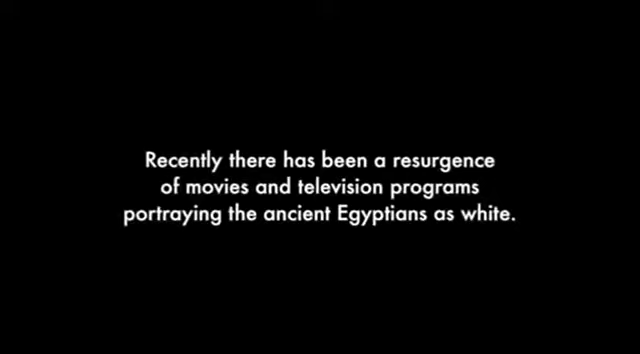 Recently there has been a resurgence
of movies and television programs
portraying the ancient Egyptians as white.